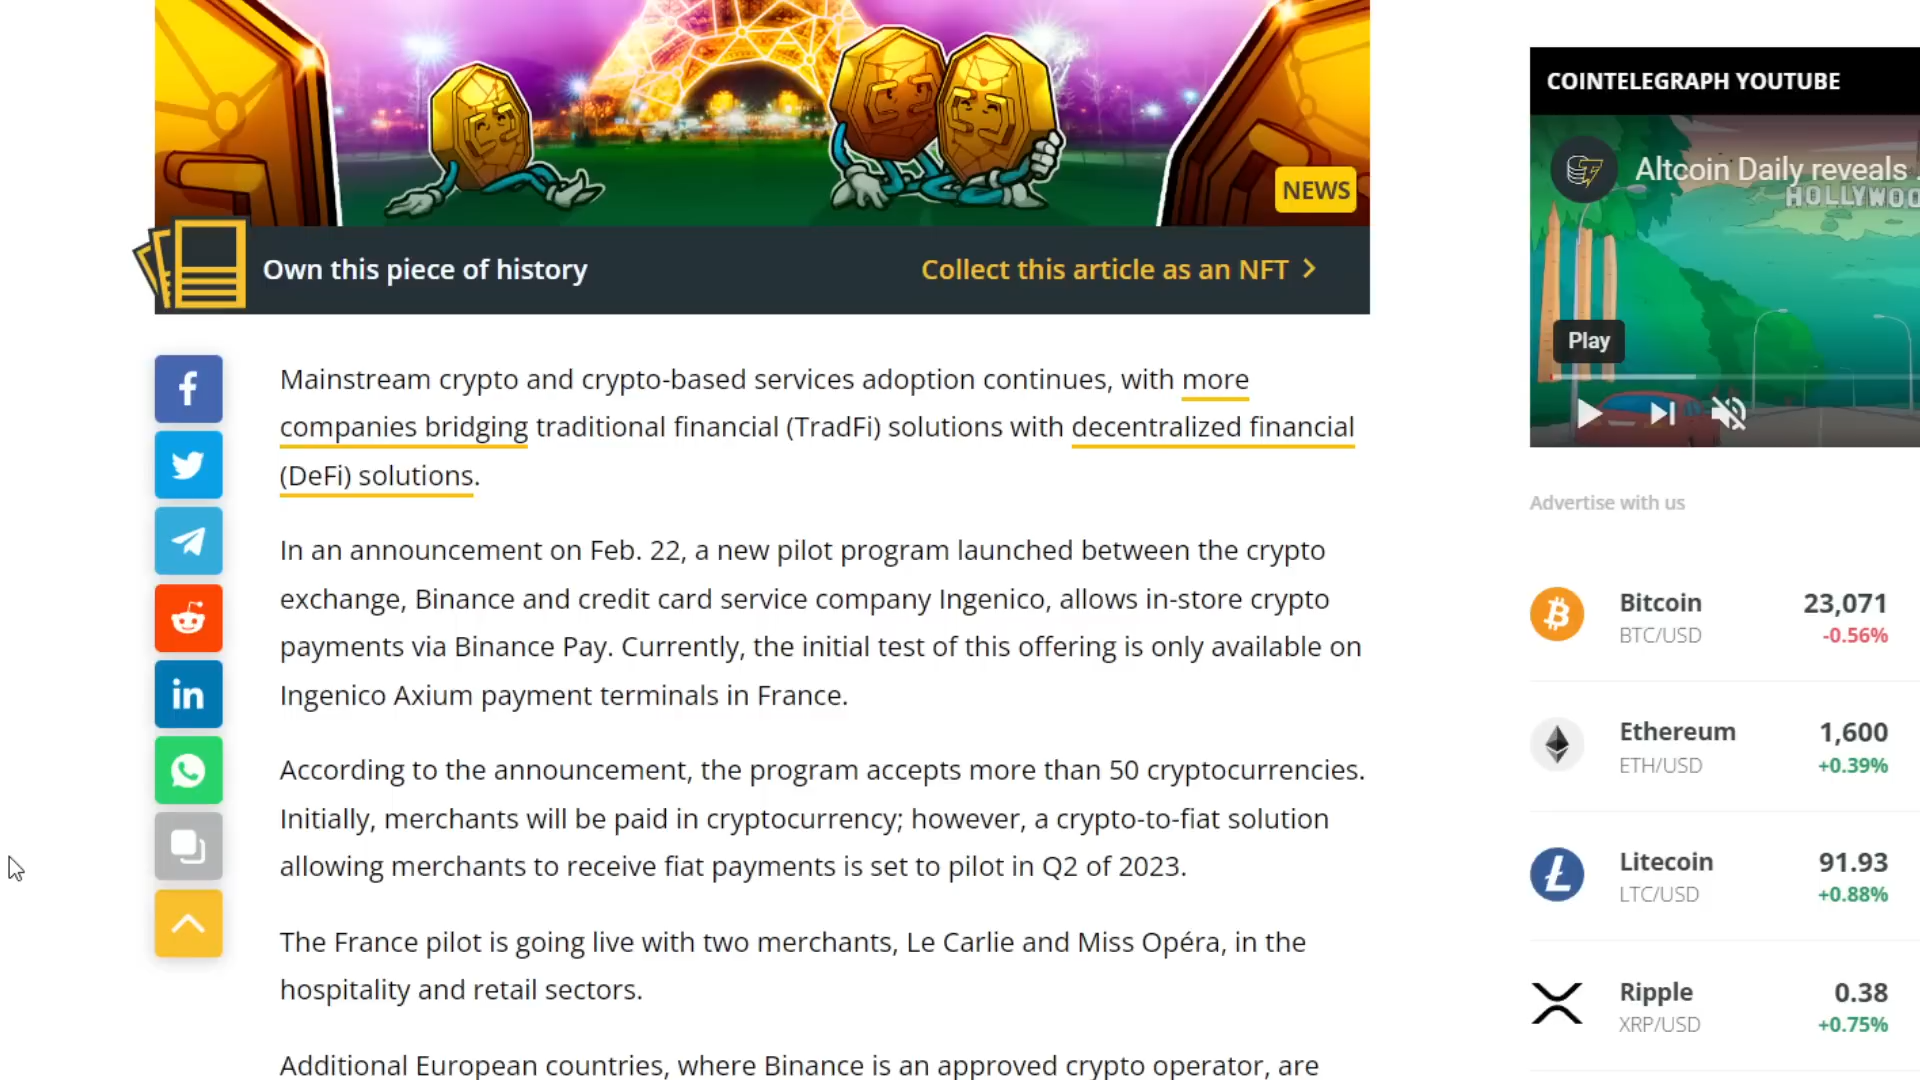 NEWS
Own this piece of history
Collect this article as an NFT
Mainstream crypto and crypto-based services adoption continues, with more
companies bridging traditional financial (TradFi) solutions with decentralized financial
(DeFi) solutions.
In an announcement on Feb. 22, a new pilot program launched between the crypto
exchange, Binance and credit card service company Ingenico, allows in-store crypto
payments via Binance Pay. Currently, the initial test of this offering is only available on
Ingenico Axium payment terminals in France.
According to the announcement, the program accepts more than 50 cryptocurrencies.
Initially, merchants will be paid in cryptocurrency; however, a crypto-to-fiat solution
allowing merchants to receive fiat payments is set to pilot in Q2 of 2023.
The France pilot is going live with two merchants, Le Carlie and Miss Opéra, in the
hospitality and retail sectors.
Additional European countries, where Binance is an approved crypto operator, are
COINTELEGRAPH YOUTUBE
Altcoin Daily reveals
HOLLYWOO
Play
Advertise with us
Bitcoin 23,071
BTC/USD -0.56%
Ethereum 1,600
ETH/USD +0.39%
Litecoin 91.93
LTC/USD +0.88%
Ripple 0.38
XRP/USD +0.75%